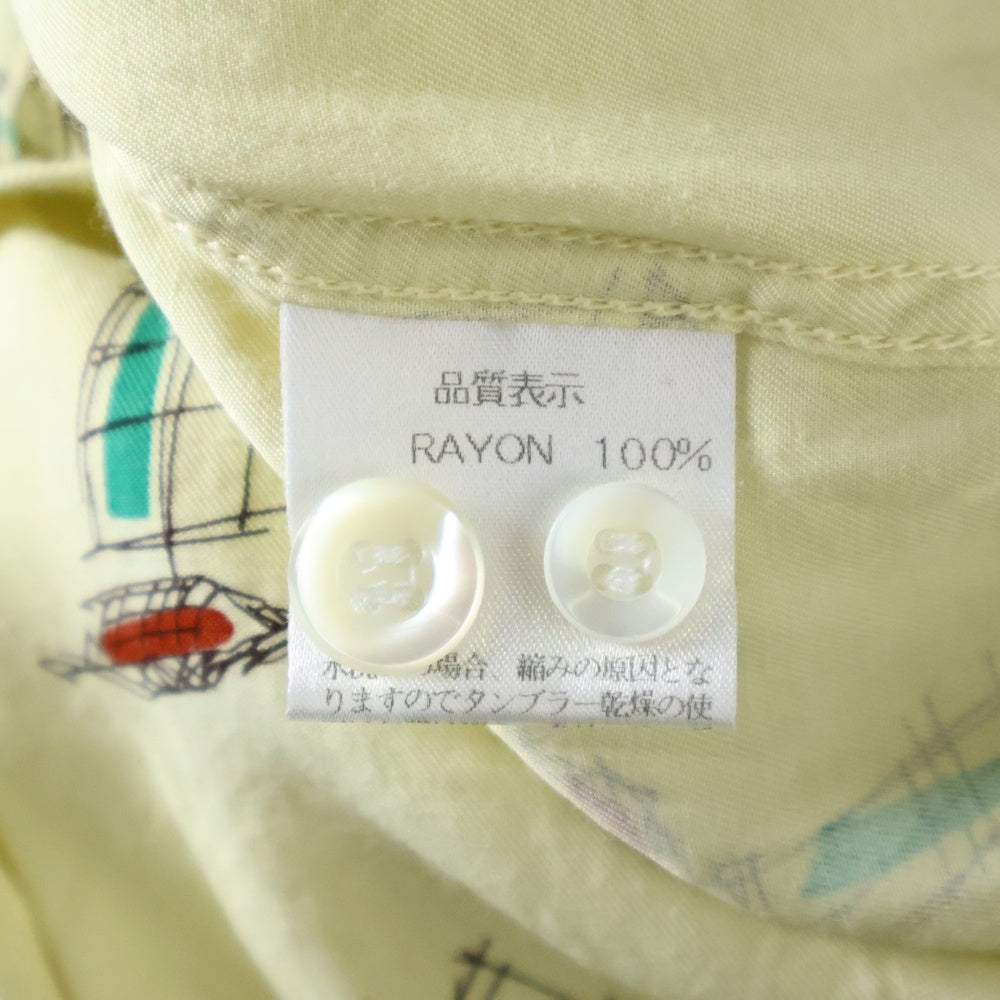 品質表示
RAYON 100%
場合、縮みの原因とな
りますのでタンブラー乾燥の使